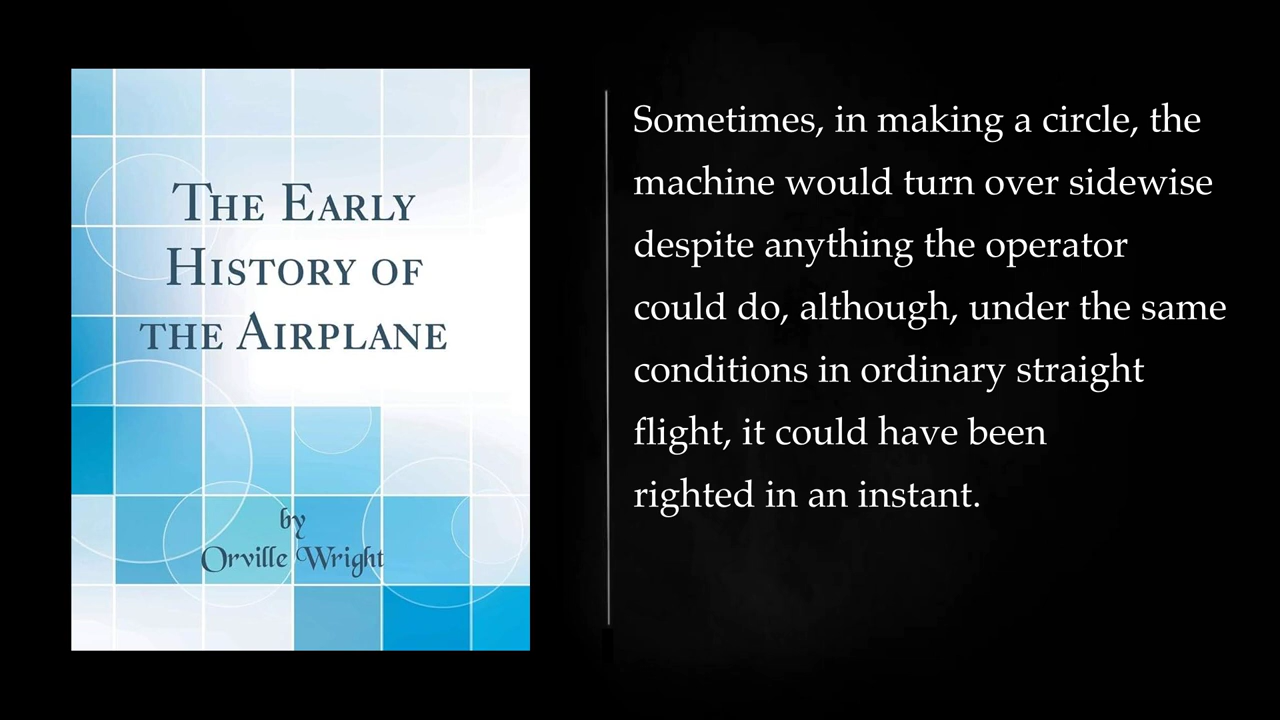 The Early
History of
the Airplane
by
Orville Wright
Sometimes, in making a circle, the
machine would turn over sidewise
despite anything the operator
could do, although, under the same
conditions in ordinary straight
flight, it could have been
righted in an instant.